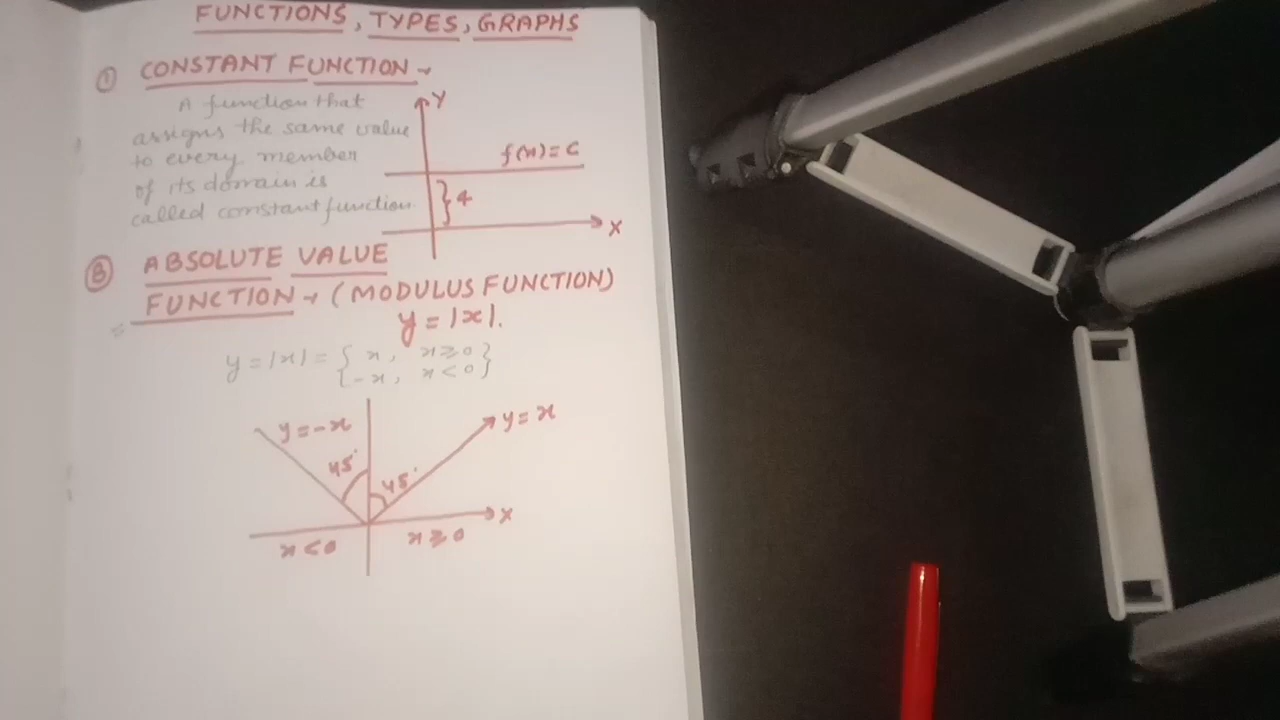 FUNCTIONS, TYPES, GRAPHS
① CONSTANT FUNCTION →
A function that
assigns the same value
to every member
of its domain is
called constant function
Y
f(x)=C
}4
X
Ⓑ ABSOLUTE VALUE
FUNCTION → (MODULUS FUNCTION)
y=|x|.
y=|x|= { x, x≥0 }
{ -x, x<0 }
y=-x
y=x
45°
45°
X
x<0
x≥0